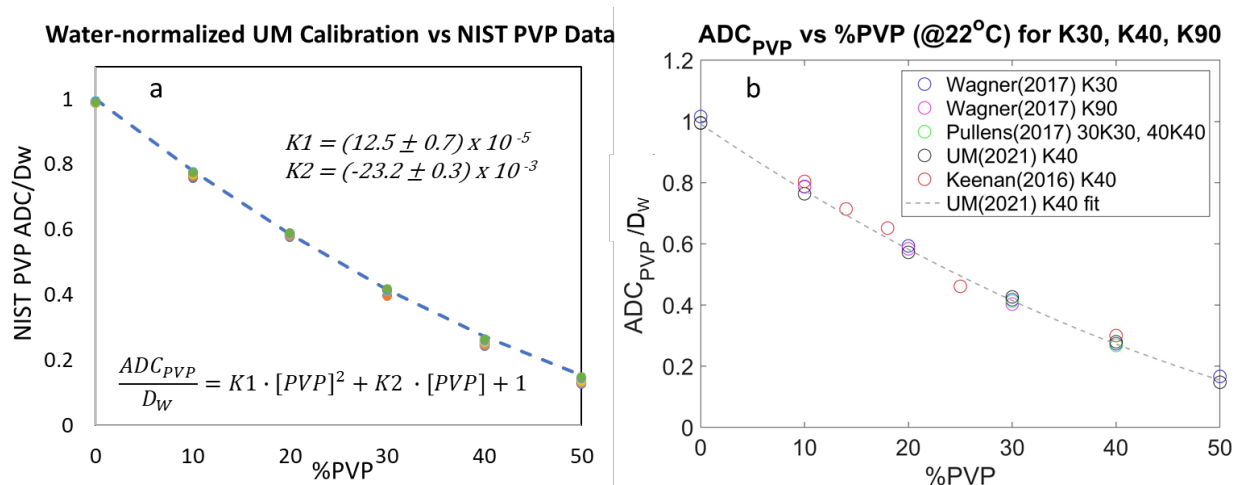 Water-normalized UM Calibration vs NIST PVP Data
a
K1 = (12.5 ± 0.7) x 10 -5
K2 = (-23.2 ± 0.3) x 10 -3
1
0.8
0.6
0.4
0.2
0
NIST PVP ADC/Dw
ADC_PVP / D_W = K1 · [PVP]² + K2 · [PVP] + 1
0 10 20 30 40 50
%PVP
ADC_PVP vs %PVP (@22°C) for K30, K40, K90
b
Wagner(2017) K30
Wagner(2017) K90
Pullens(2017) 30K30, 40K40
UM(2021) K40
Keenan(2016) K40
UM(2021) K40 fit
1.2
1
0.8
0.6
0.4
0.2
0
ADC_PVP/D_W
0 10 20 30 40 50
%PVP